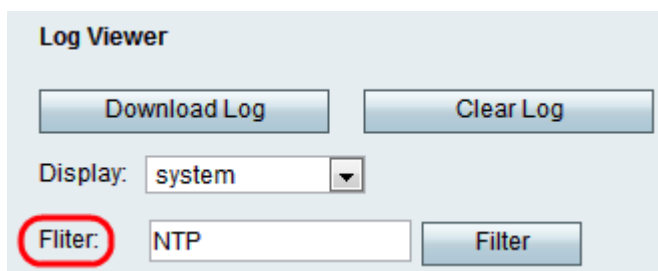 Log Viewer
Download Log Clear Log
Display: system
Fliter: NTP Filter